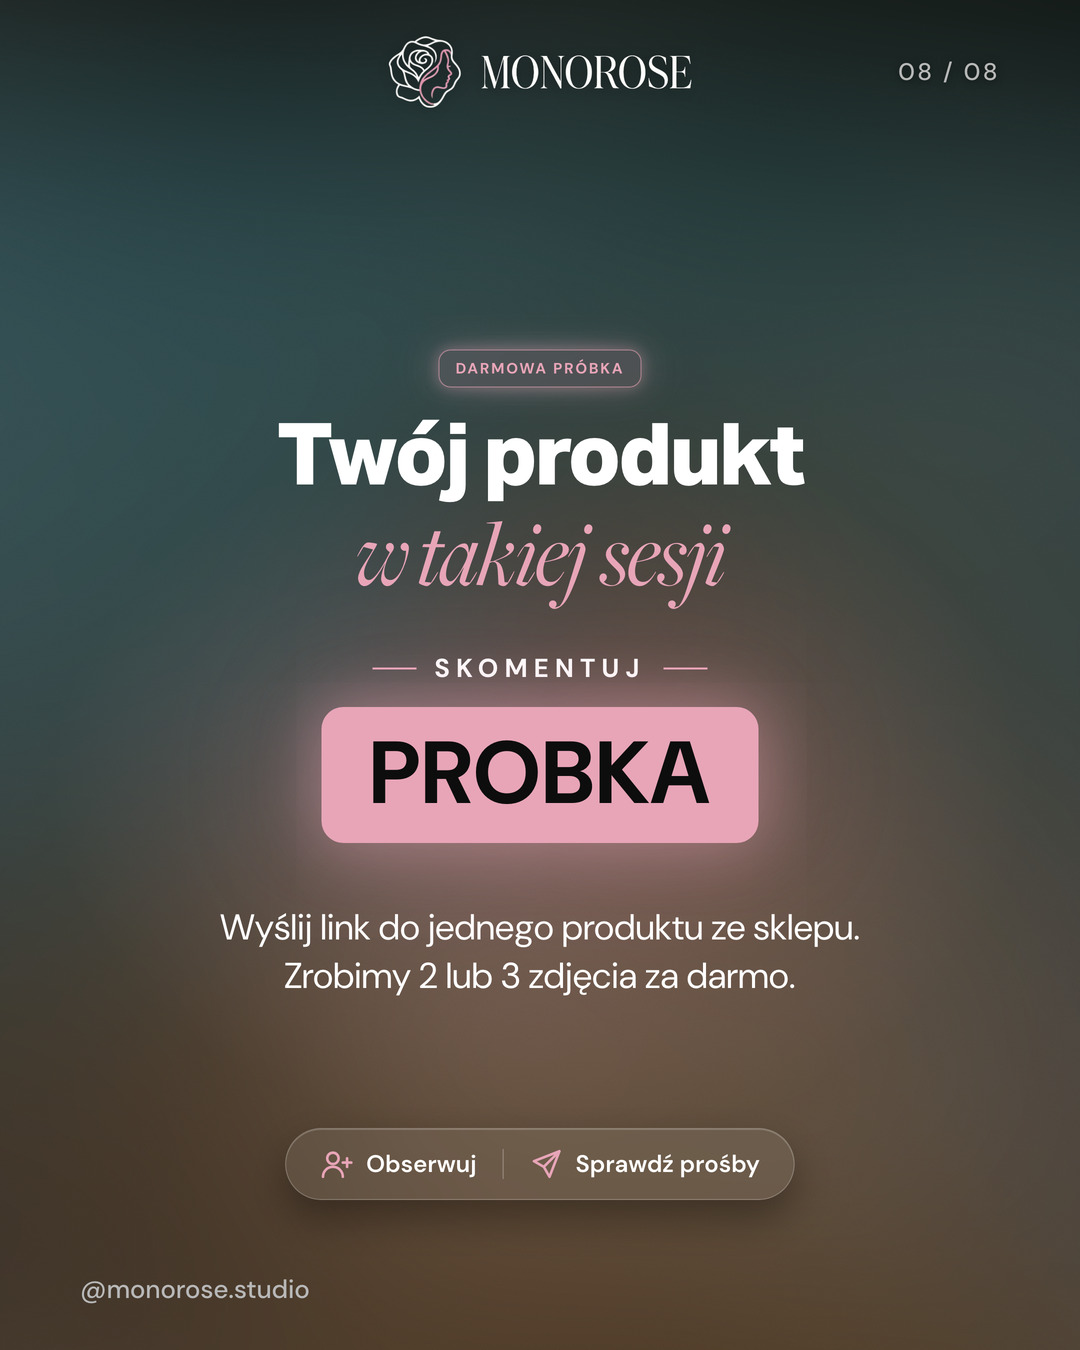 MONOROSE
08 / 08
DARMOWA PRÓBKA
Twój produkt
w takiej sesji
SKOMENTUJ
PROBKA
Wyślij link do jednego produktu ze sklepu.
Zrobimy 2 lub 3 zdjęcia za darmo.
Obserwuj
Sprawdź prośby
@monorose.studio